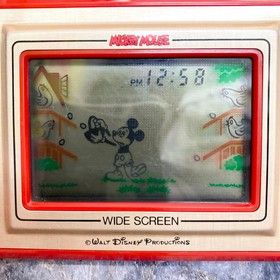 MICKEY MOUSE
PM 12:58
WIDE SCREEN
© WALT DISNEY PRODUCTIONS